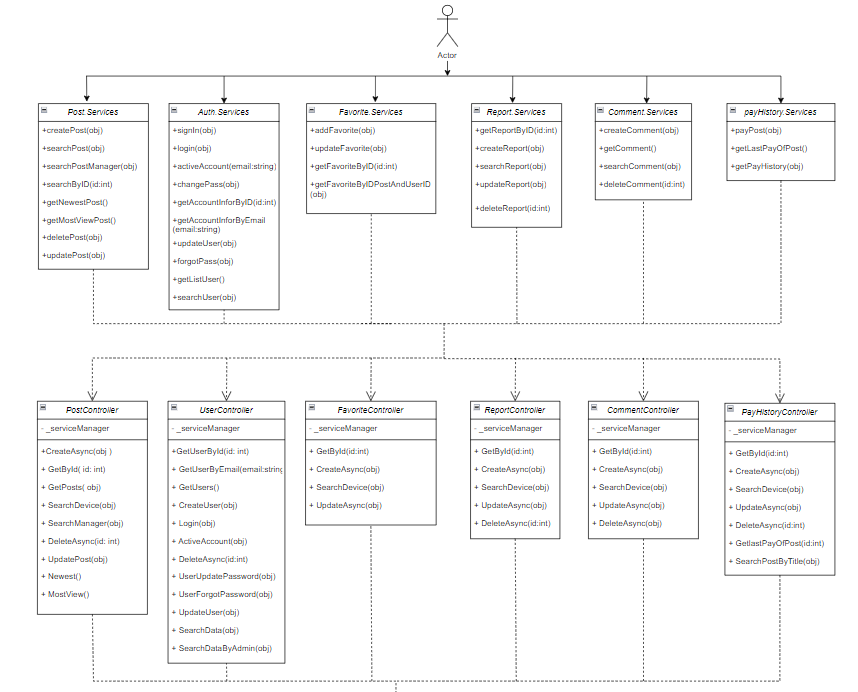 Actor
Post.Services
+createPost(obj)
+searchPost(obj)
+searchPostManager(obj)
+searchByID(id:int)
+getNewestPost()
+getMostViewPost()
+deletePost(obj)
+updatePost(obj)
Auth.Services
+signIn(obj)
+login(obj)
+activeAccount(email:string)
+changePass(obj)
+getAccountInforByID(id:int)
+getAccountInforByEmail
(email:string)
+updateUser(obj)
+forgotPass(obj)
+getListUser()
+searchUser(obj)
Favorite.Services
+addFavorite(obj)
+updateFavorite(obj)
+getFavoriteByID(id:int)
+getFavoriteByIDPostAndUserID
(obj)
Report.Services
+getReportByID(id:int)
+createReport(obj)
+searchReport(obj)
+updateReport(obj)
+deleteReport(id:int)
Comment.Services
+createComment(obj)
+getComment()
+searchComment(obj)
+deleteComment(id:int)
payHistory.Services
+payPost(obj)
+getLastPayOfPost()
+getPayHistory(obj)
PostController
- _serviceManager
+CreateAsync(obj )
+ GetById( id: int)
+ GetPosts( obj)
+ SearchDevice(obj)
+ SearchManager(obj)
+ DeleteAsync(id: int)
+ UpdatePost(obj)
+ Newest()
+ MostView()
UserController
- _serviceManager
+GetUserById(id: int)
+ GetUserByEmail(email:string
+ GetUsers()
+ CreateUser(obj)
+ Login(obj)
+ ActiveAccount(obj)
+ DeleteAsync(id:int)
+ UserUpdatePassword(obj)
+ UserForgotPassword(obj)
+ UpdateUser(obj)
+ SearchData(obj)
+ SearchDataByAdmin(obj)
FavoriteController
- _serviceManager
+ GetById(id:int)
+ CreateAsync(obj)
+ SearchDevice(obj)
+ UpdateAsync(obj)
ReportController
- _serviceManager
+ GetById(id:int)
+ CreateAsync(obj)
+ SearchDevice(obj)
+ UpdateAsync(obj)
+ DeleteAsync(id:int)
CommentController
- _serviceManager
+ GetById(id:int)
+ CreateAsync(obj)
+ SearchDevice(obj)
+ UpdateAsync(obj)
+ DeleteAsync(obj)
PayHistoryController
- _serviceManager
+ GetById(id:int)
+ CreateAsync(obj)
+ SearchDevice(obj)
+ UpdateAsync(obj)
+ DeleteAsync(id:int)
+ GetlastPayOfPost(id:int)
+ SearchPostByTitle(obj)